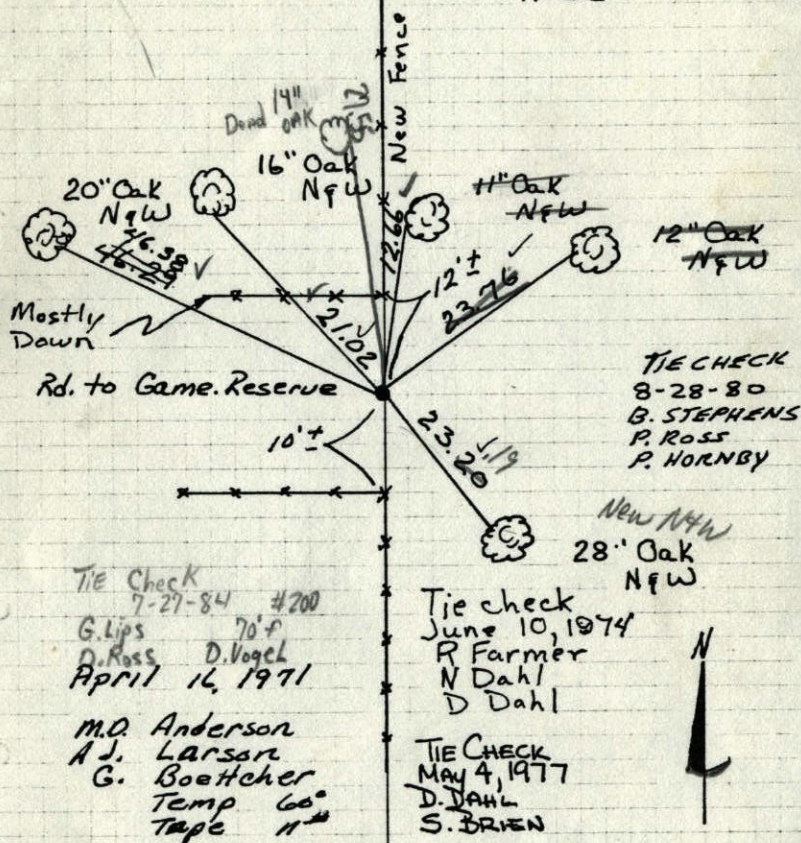 New Fence
Dead 14"
OAK
16" Oak
N&W
20" Oak
N&W
46.30
11" Oak
N&W
12" Oak
N&W
12.66
12'±
23.76
21.02
Mostly
Down
Rd. to Game Reserve
10'±
23.20
.19
TIE CHECK
8-28-80
B. STEPHENS
P. ROSS
P. HORNBY
New N&W
28" Oak
N&W
TIE Check
7-27-84 #200
G. Lips 70°F
D. Ross D. Vogel
April 16, 1971
M.D. Anderson
A J. Larson
G. Boettcher
Temp 60°
Tape
Tie check
June 10, 1974
R Farmer
N Dahl
D Dahl
TIE CHECK
MAY 4, 1977
D. DAHL
S. BRIEN
N